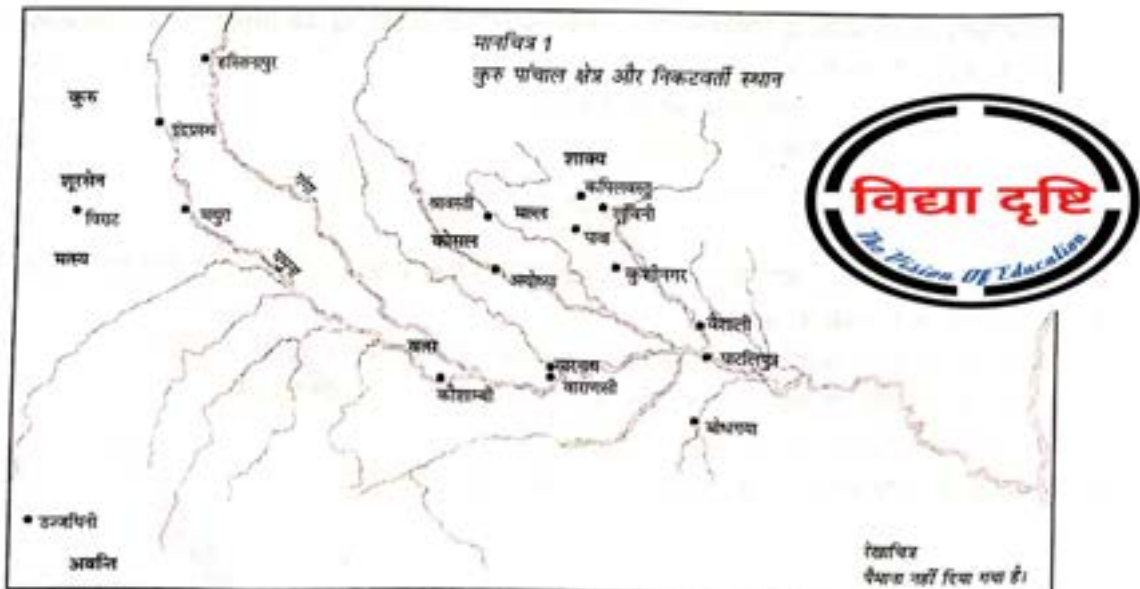 मानचित्र 1
कुरु पांचाल क्षेत्र और निकटवर्ती स्थान
हस्तिनापुर
कुरु
इंद्रप्रस्थ
शाक्य
कपिलवस्तु
लुंबिनी
शूरसेन
गंगा
श्रावस्ती
मल्ल
विराट
मथुरा
पावा
कोसल
मत्स्य
यमुना
अयोध्या
कुशीनगर
वैशाली
वत्स
सारनाथ
पाटलिपुत्र
कौशाम्बी
वाराणसी
बोधगया
उज्जयिनी
अवन्ति
रेखाचित्र
पैमाना नहीं दिया गया है।
विद्या दृष्टि
The Vision Of Education